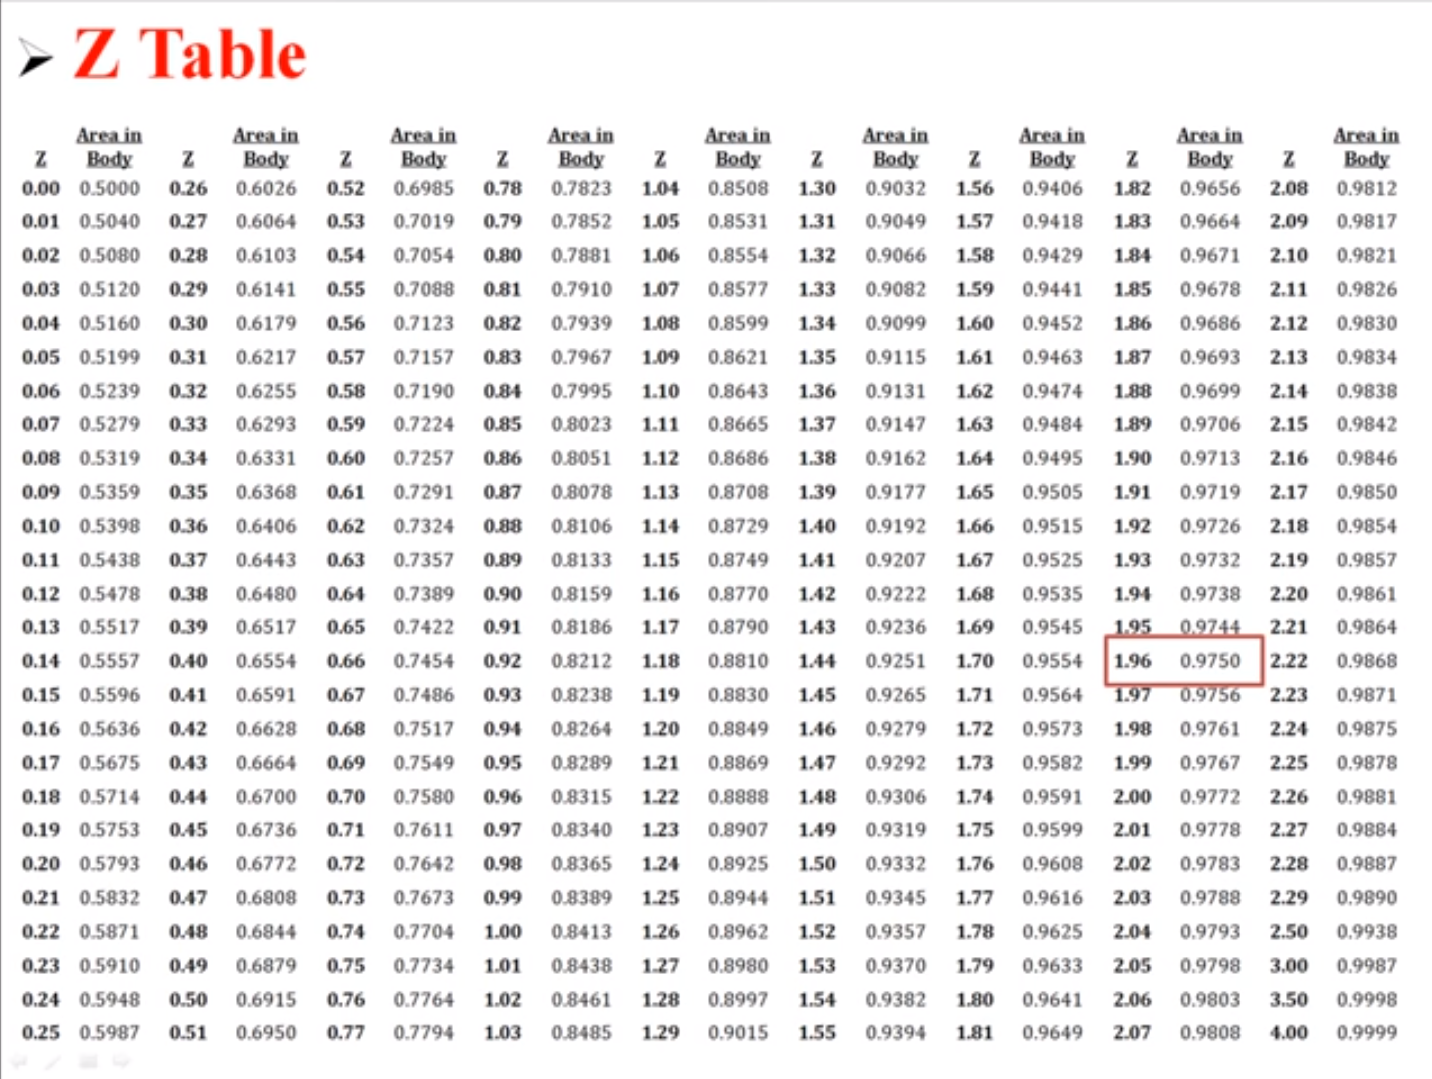 Z Table
Area in Area in Area in Area in Area in Area in Area in Area in Area in
Z Body Z Body Z Body Z Body Z Body Z Body Z Body Z Body Z Body
0.00 0.5000 0.26 0.6026 0.52 0.6985 0.78 0.7823 1.04 0.8508 1.30 0.9032 1.56 0.9406 1.82 0.9656 2.08 0.9812
0.01 0.5040 0.27 0.6064 0.53 0.7019 0.79 0.7852 1.05 0.8531 1.31 0.9049 1.57 0.9418 1.83 0.9664 2.09 0.9817
0.02 0.5080 0.28 0.6103 0.54 0.7054 0.80 0.7881 1.06 0.8554 1.32 0.9066 1.58 0.9429 1.84 0.9671 2.10 0.9821
0.03 0.5120 0.29 0.6141 0.55 0.7088 0.81 0.7910 1.07 0.8577 1.33 0.9082 1.59 0.9441 1.85 0.9678 2.11 0.9826
0.04 0.5160 0.30 0.6179 0.56 0.7123 0.82 0.7939 1.08 0.8599 1.34 0.9099 1.60 0.9452 1.86 0.9686 2.12 0.9830
0.05 0.5199 0.31 0.6217 0.57 0.7157 0.83 0.7967 1.09 0.8621 1.35 0.9115 1.61 0.9463 1.87 0.9693 2.13 0.9834
0.06 0.5239 0.32 0.6255 0.58 0.7190 0.84 0.7995 1.10 0.8643 1.36 0.9131 1.62 0.9474 1.88 0.9699 2.14 0.9838
0.07 0.5279 0.33 0.6293 0.59 0.7224 0.85 0.8023 1.11 0.8665 1.37 0.9147 1.63 0.9484 1.89 0.9706 2.15 0.9842
0.08 0.5319 0.34 0.6331 0.60 0.7257 0.86 0.8051 1.12 0.8686 1.38 0.9162 1.64 0.9495 1.90 0.9713 2.16 0.9846
0.09 0.5359 0.35 0.6368 0.61 0.7291 0.87 0.8078 1.13 0.8708 1.39 0.9177 1.65 0.9505 1.91 0.9719 2.17 0.9850
0.10 0.5398 0.36 0.6406 0.62 0.7324 0.88 0.8106 1.14 0.8729 1.40 0.9192 1.66 0.9515 1.92 0.9726 2.18 0.9854
0.11 0.5438 0.37 0.6443 0.63 0.7357 0.89 0.8133 1.15 0.8749 1.41 0.9207 1.67 0.9525 1.93 0.9732 2.19 0.9857
0.12 0.5478 0.38 0.6480 0.64 0.7389 0.90 0.8159 1.16 0.8770 1.42 0.9222 1.68 0.9535 1.94 0.9738 2.20 0.9861
0.13 0.5517 0.39 0.6517 0.65 0.7422 0.91 0.8186 1.17 0.8790 1.43 0.9236 1.69 0.9545 1.95 0.9744 2.21 0.9864
0.14 0.5557 0.40 0.6554 0.66 0.7454 0.92 0.8212 1.18 0.8810 1.44 0.9251 1.70 0.9554 1.96 0.9750 2.22 0.9868
0.15 0.5596 0.41 0.6591 0.67 0.7486 0.93 0.8238 1.19 0.8830 1.45 0.9265 1.71 0.9564 1.97 0.9756 2.23 0.9871
0.16 0.5636 0.42 0.6628 0.68 0.7517 0.94 0.8264 1.20 0.8849 1.46 0.9279 1.72 0.9573 1.98 0.9761 2.24 0.9875
0.17 0.5675 0.43 0.6664 0.69 0.7549 0.95 0.8289 1.21 0.8869 1.47 0.9292 1.73 0.9582 1.99 0.9767 2.25 0.9878
0.18 0.5714 0.44 0.6700 0.70 0.7580 0.96 0.8315 1.22 0.8888 1.48 0.9306 1.74 0.9591 2.00 0.9772 2.26 0.9881
0.19 0.5753 0.45 0.6736 0.71 0.7611 0.97 0.8340 1.23 0.8907 1.49 0.9319 1.75 0.9599 2.01 0.9778 2.27 0.9884
0.20 0.5793 0.46 0.6772 0.72 0.7642 0.98 0.8365 1.24 0.8925 1.50 0.9332 1.76 0.9608 2.02 0.9783 2.28 0.9887
0.21 0.5832 0.47 0.6808 0.73 0.7673 0.99 0.8389 1.25 0.8944 1.51 0.9345 1.77 0.9616 2.03 0.9788 2.29 0.9890
0.22 0.5871 0.48 0.6844 0.74 0.7704 1.00 0.8413 1.26 0.8962 1.52 0.9357 1.78 0.9625 2.04 0.9793 2.50 0.9938
0.23 0.5910 0.49 0.6879 0.75 0.7734 1.01 0.8438 1.27 0.8980 1.53 0.9370 1.79 0.9633 2.05 0.9798 3.00 0.9987
0.24 0.5948 0.50 0.6915 0.76 0.7764 1.02 0.8461 1.28 0.8997 1.54 0.9382 1.80 0.9641 2.06 0.9803 3.50 0.9998
0.25 0.5987 0.51 0.6950 0.77 0.7794 1.03 0.8485 1.29 0.9015 1.55 0.9394 1.81 0.9649 2.07 0.9808 4.00 0.9999